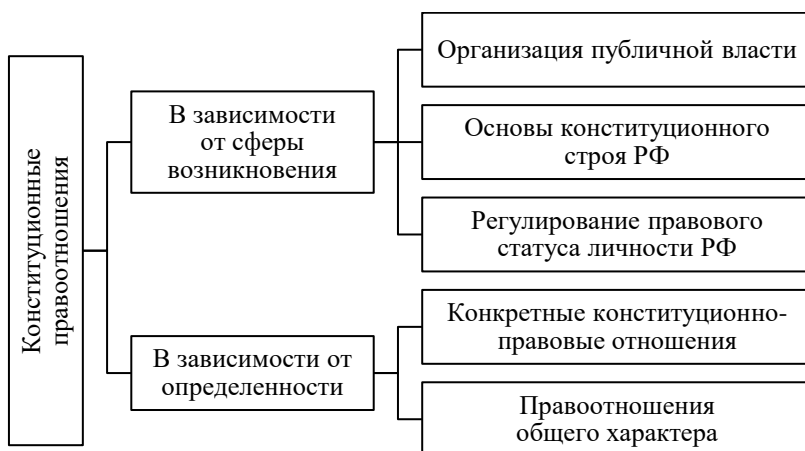 Конституционные
правоотношения
В зависимости
от сферы
возникновения
Организация публичной власти
Основы конституционного
строя РФ
Регулирование правового
статуса личности РФ
В зависимости от
определенности
Конкретные конституционно-
правовые отношения
Правоотношения
общего характера